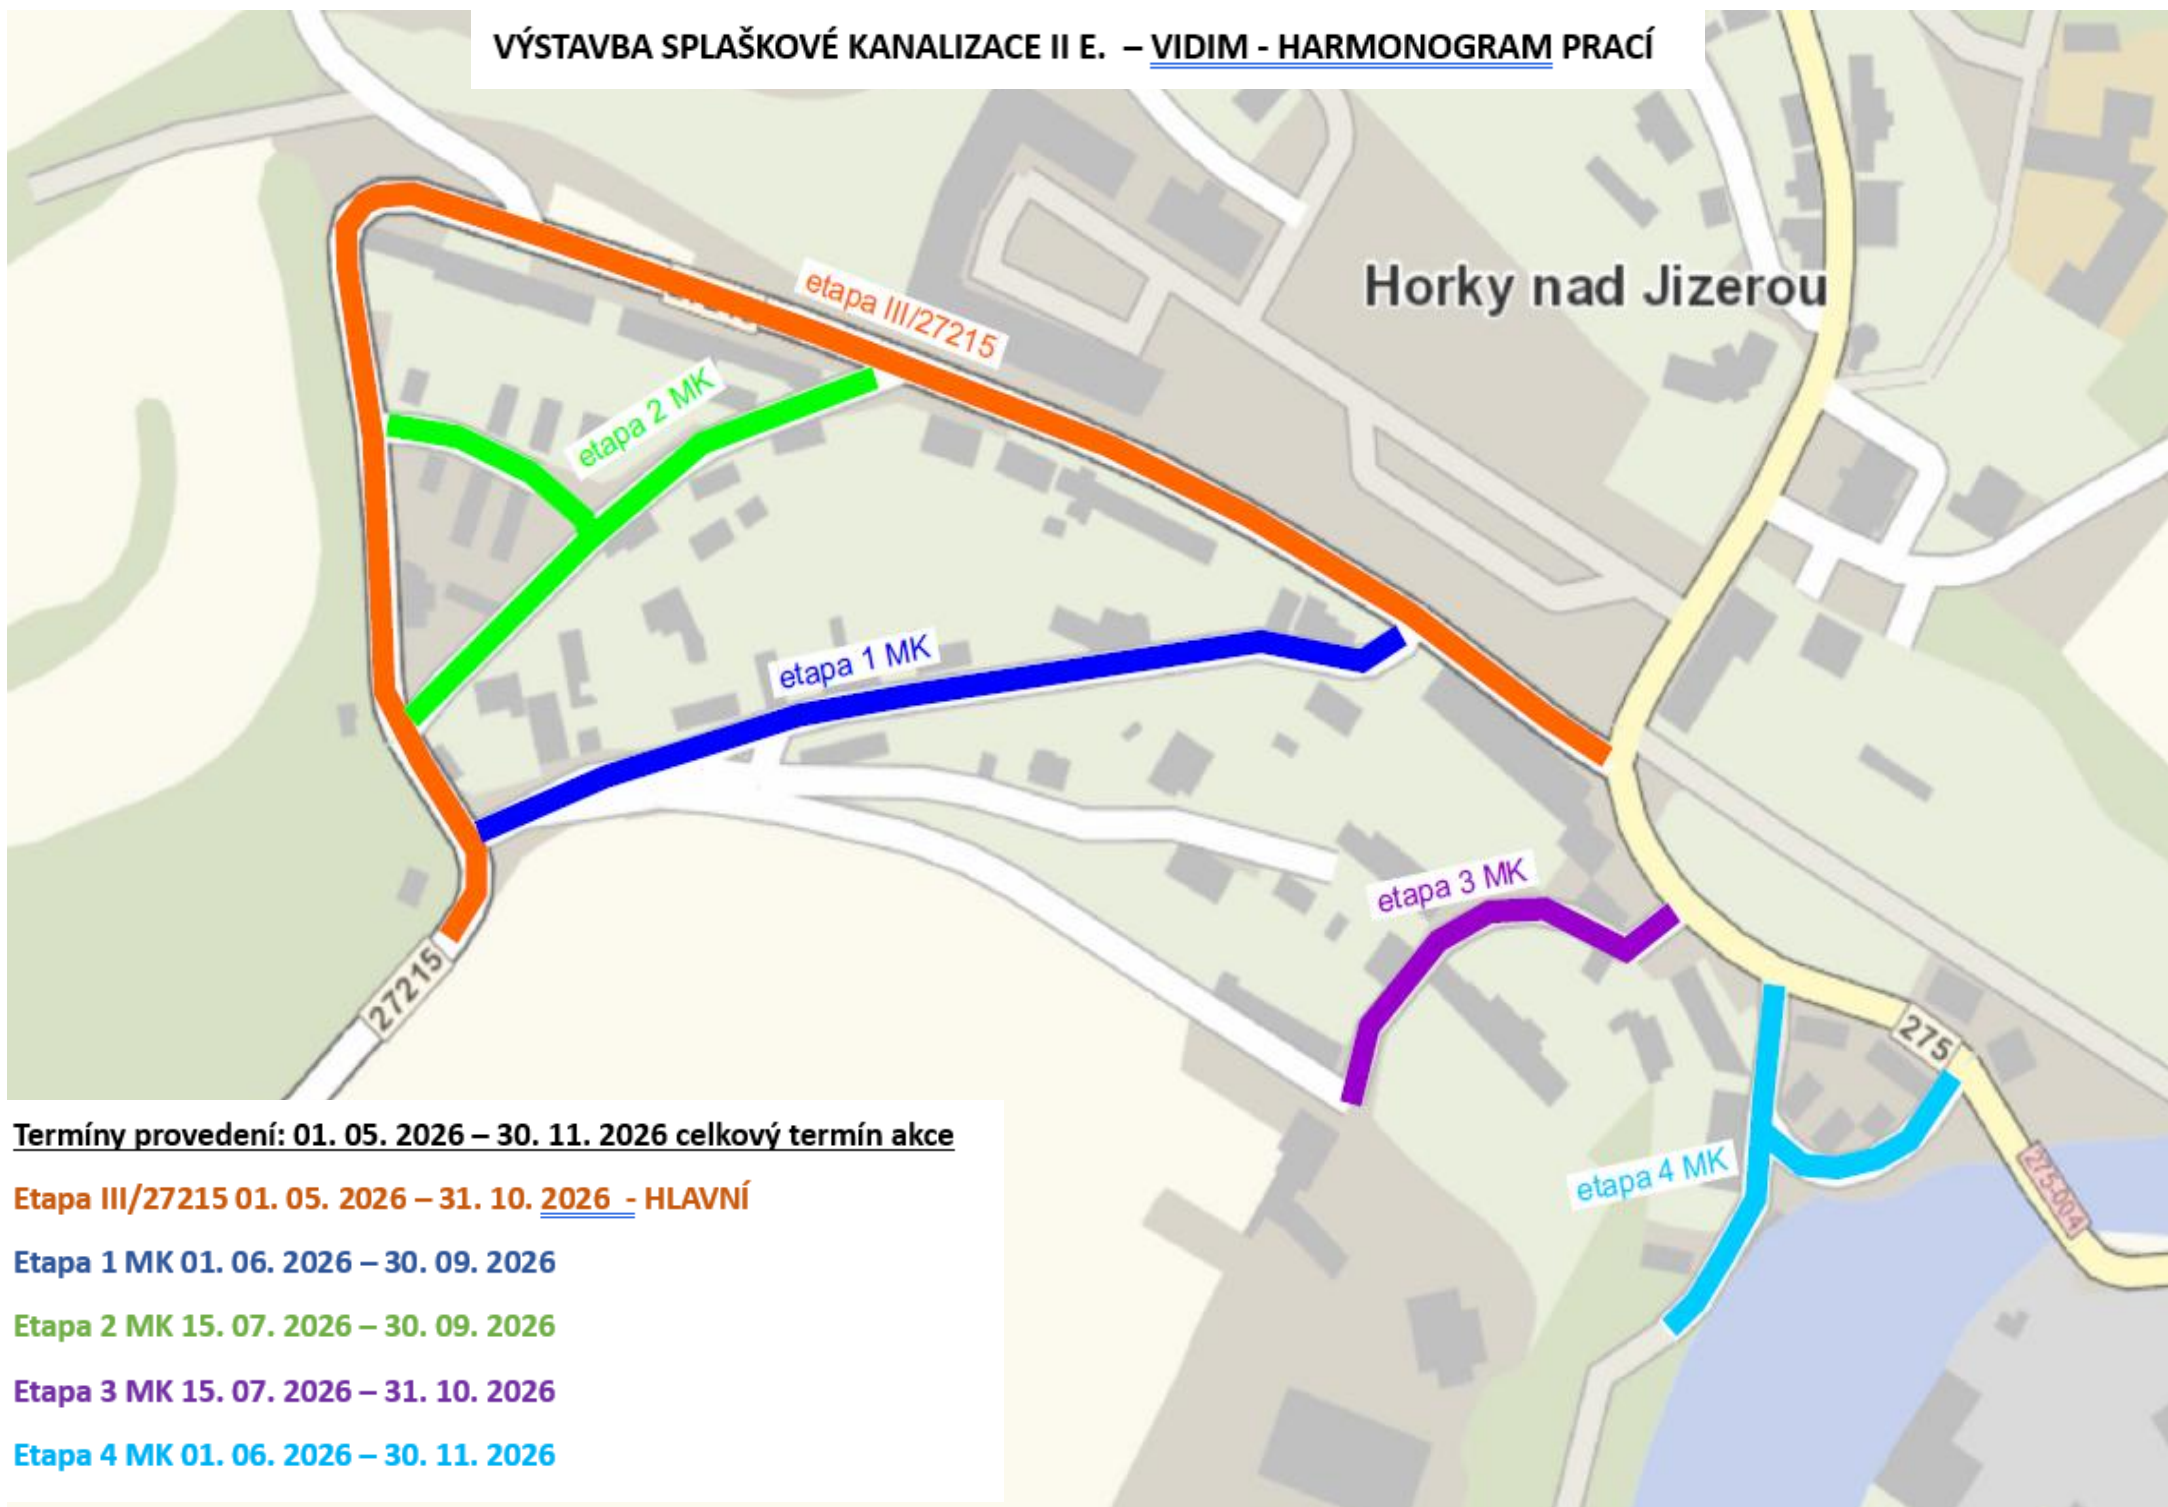 VÝSTAVBA SPLAŠKOVÉ KANALIZACE II E. – VIDIM - HARMONOGRAM PRACÍ
Horky nad Jizerou
etapa III/27215
etapa 2 MK
etapa 1 MK
etapa 3 MK
27215
275
etapa 4 MK
275-004
Termíny provedení: 01. 05. 2026 – 30. 11. 2026 celkový termín akce
Etapa III/27215 01. 05. 2026 – 31. 10. 2026 - HLAVNÍ
Etapa 1 MK 01. 06. 2026 – 30. 09. 2026
Etapa 2 MK 15. 07. 2026 – 30. 09. 2026
Etapa 3 MK 15. 07. 2026 – 31. 10. 2026
Etapa 4 MK 01. 06. 2026 – 30. 11. 2026